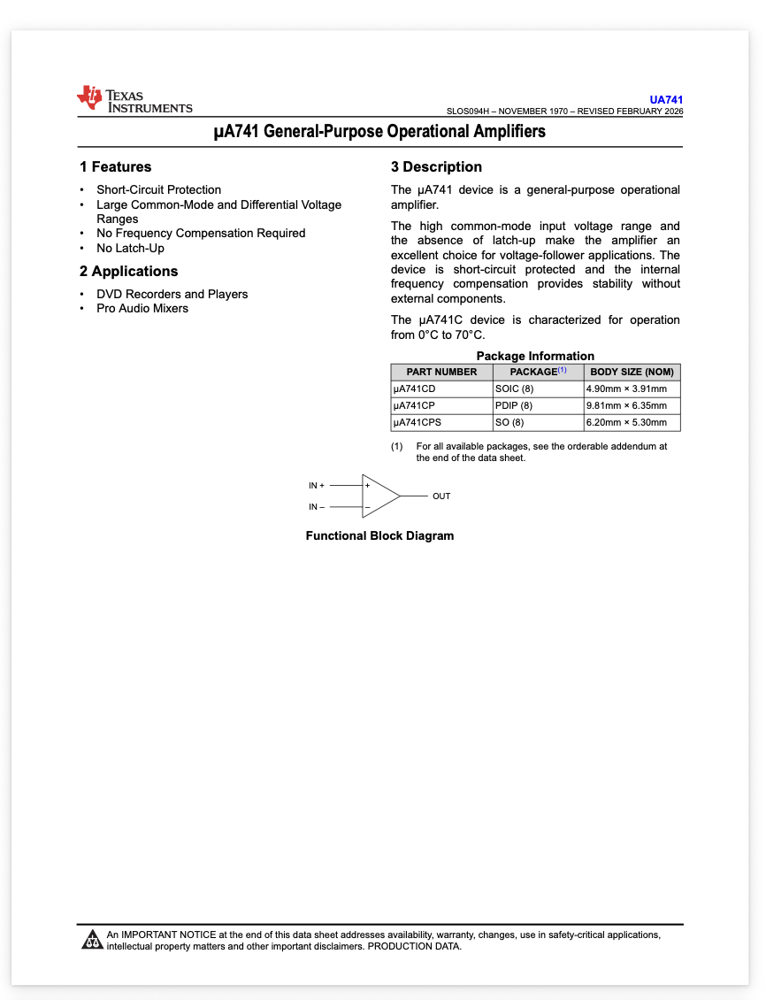 TEXAS
INSTRUMENTS
UA741
SLOS094H – NOVEMBER 1970 – REVISED FEBRUARY 2026
µA741 General-Purpose Operational Amplifiers
1 Features
• Short-Circuit Protection
• Large Common-Mode and Differential Voltage
Ranges
• No Frequency Compensation Required
• No Latch-Up
2 Applications
• DVD Recorders and Players
• Pro Audio Mixers
3 Description
The µA741 device is a general-purpose operational
amplifier.
The high common-mode input voltage range and
the absence of latch-up make the amplifier an
excellent choice for voltage-follower applications. The
device is short-circuit protected and the internal
frequency compensation provides stability without
external components.
The µA741C device is characterized for operation
from 0°C to 70°C.
Package Information
PART NUMBER PACKAGE(1) BODY SIZE (NOM)
µA741CD SOIC (8) 4.90mm × 3.91mm
µA741CP PDIP (8) 9.81mm × 6.35mm
µA741CPS SO (8) 6.20mm × 5.30mm
(1) For all available packages, see the orderable addendum at
the end of the data sheet.
IN +
+
IN –
–
OUT
Functional Block Diagram
An IMPORTANT NOTICE at the end of this data sheet addresses availability, warranty, changes, use in safety-critical applications,
intellectual property matters and other important disclaimers. PRODUCTION DATA.